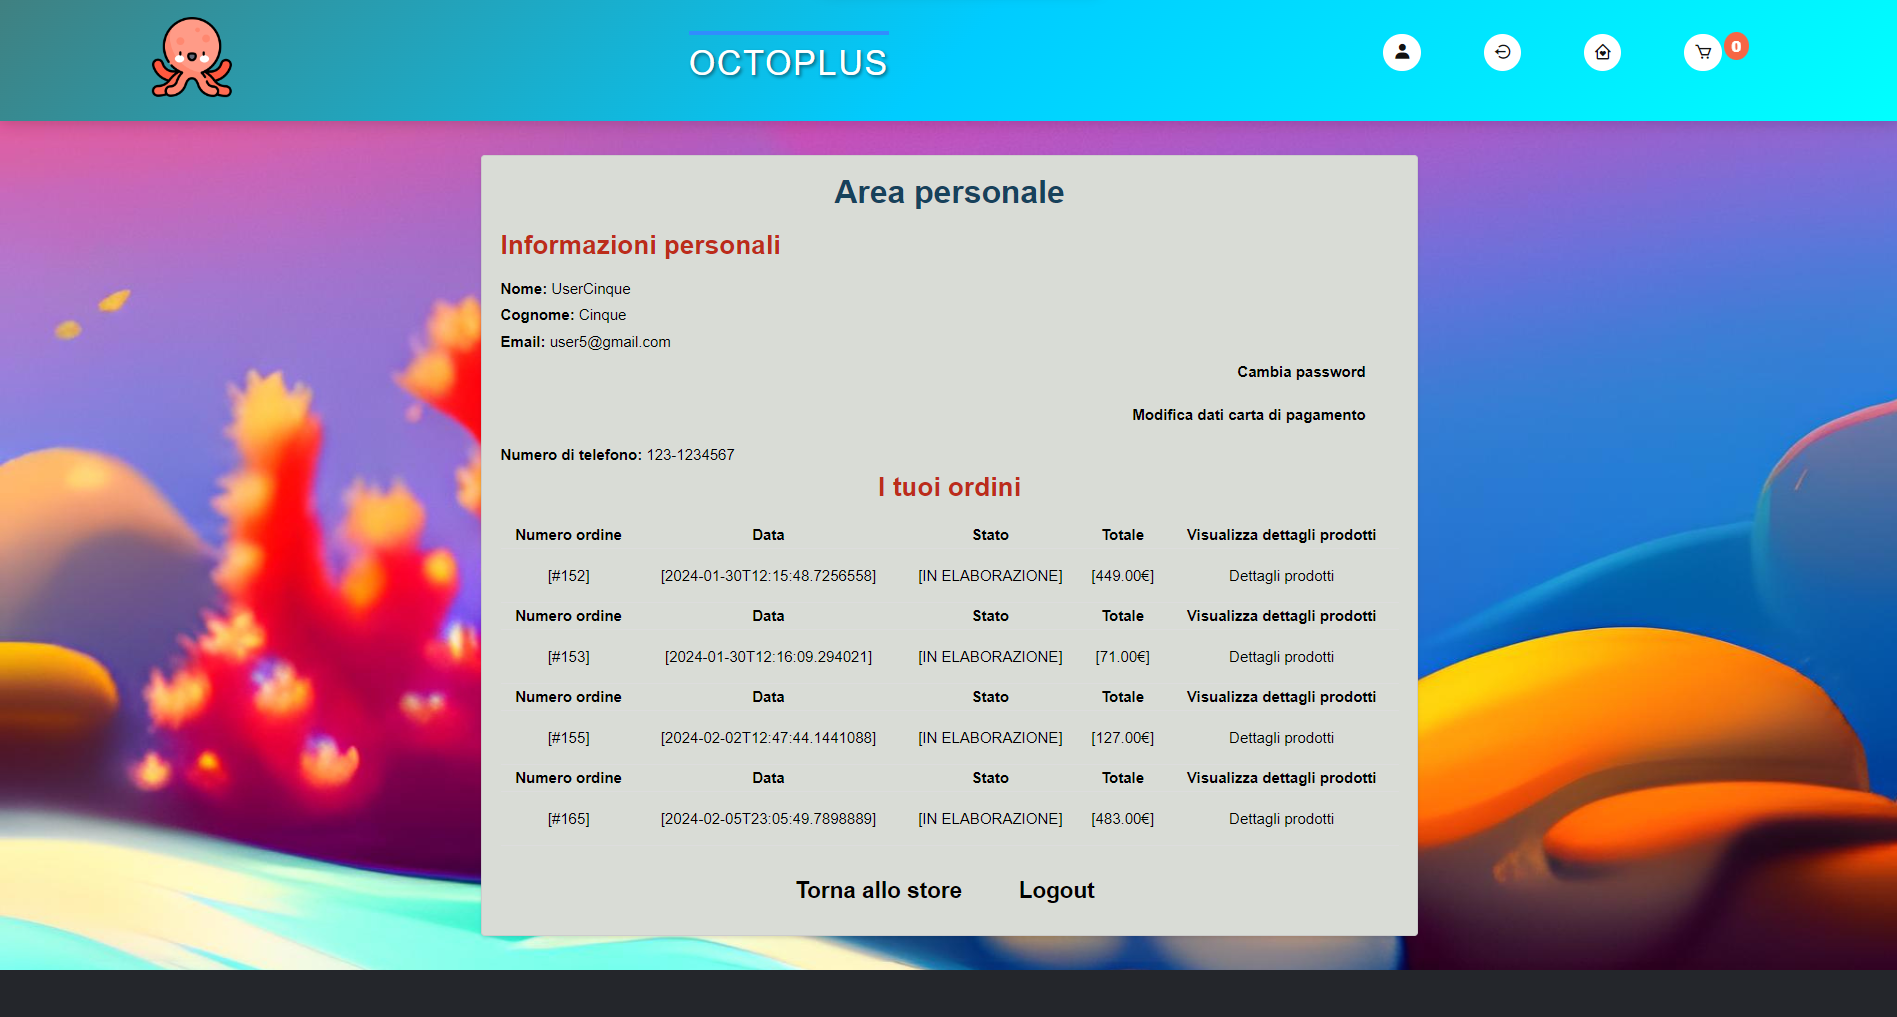 OCTOPLUS
0
Area personale
Informazioni personali
Nome: UserCinque
Cognome: Cinque
Email: user5@gmail.com
Cambia password
Modifica dati carta di pagamento
Numero di telefono: 123-1234567
I tuoi ordini
Numero ordine Data Stato Totale Visualizza dettagli prodotti
[#152] [2024-01-30T12:15:48.7256558] [IN ELABORAZIONE] [449.00€] Dettagli prodotti
Numero ordine Data Stato Totale Visualizza dettagli prodotti
[#153] [2024-01-30T12:16:09.294021] [IN ELABORAZIONE] [71.00€] Dettagli prodotti
Numero ordine Data Stato Totale Visualizza dettagli prodotti
[#155] [2024-02-02T12:47:44.1441088] [IN ELABORAZIONE] [127.00€] Dettagli prodotti
Numero ordine Data Stato Totale Visualizza dettagli prodotti
[#165] [2024-02-05T23:05:49.7898889] [IN ELABORAZIONE] [483.00€] Dettagli prodotti
Torna allo store Logout